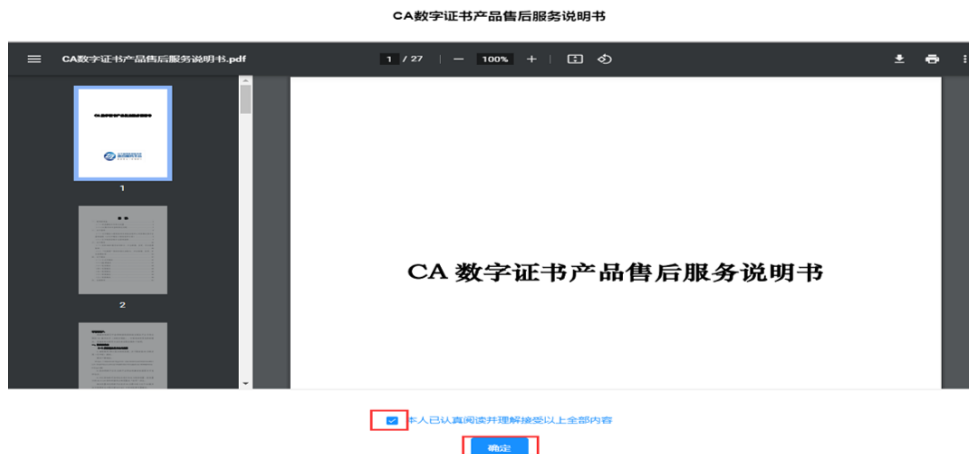 CA数字证书产品售后服务说明书
CA数字证书产品售后服务说明书.pdf
1 / 27
100%
1
2
CA 数字证书产品售后服务说明书
本人已认真阅读并理解接受以上全部内容
确定